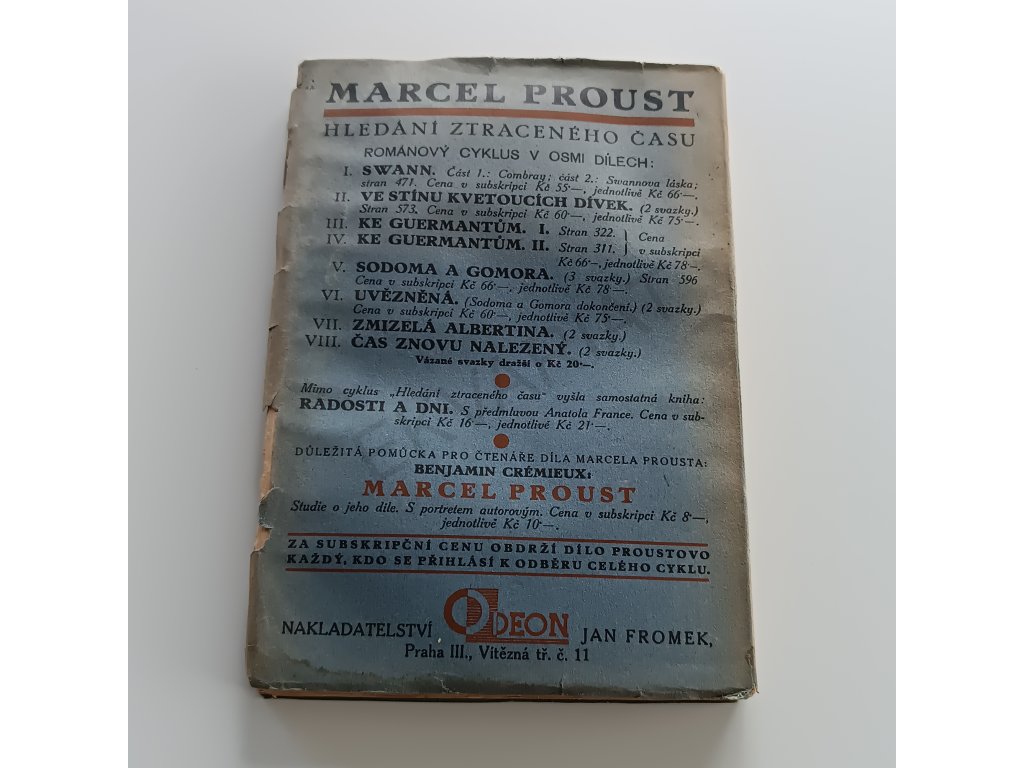 MARCEL PROUST
HLEDÁNÍ ZTRACENÉHO ČASU
ROMÁNOVÝ CYKLUS V OSMI DÍLECH:
I. SWANN. Část 1.: Combray; část 2.: Swannova láska;
stran 471. Cena v subskripci Kč 55·—, jednotlivě Kč 66·—,
II. VE STÍNU KVETOUCÍCH DÍVEK. (2 svazky.)
Stran 573. Cena v subskripci Kč 60·—, jednotlivě Kč 75·—.
III. KE GUERMANTŮM. I. Stran 322. } Cena
IV. KE GUERMANTŮM. II. Stran 311. } v subskripci
Kč 66·—, jednotlivě Kč 78·—.
V. SODOMA A GOMORA. (3 svazky.) Stran 596
Cena v subskripci Kč 66·—. jednotlivě Kč 78·—.
VI. UVĚZNĚNÁ. (Sodoma a Gomora dokončení.) (2 svazky.)
Cena v subskripci Kč 60·—, jednotlivě Kč 75·—.
VII. ZMIZELÁ ALBERTINA. (2 svazky.)
VIII. ČAS ZNOVU NALEZENÝ. (2 svazky.)
Vázané svazky dražší o Kč 20·—.
Mimo cyklus „Hledání ztraceného času" vyšla samostatná kniha:
RADOSTI A DNI. S předmluvou Anatola France. Cena v sub-
skripci Kč 16·—, jednotlivě Kč 21·—.
DŮLEŽITÁ POMŮCKA PRO ČTENÁŘE DÍLA MARCELA PROUSTA:
BENJAMIN CRÉMIEUX:
MARCEL PROUST
Studie o jeho díle. S portretem autorovým. Cena v subskripci Kč 8·—,
jednotlivě Kč 10·—.
ZA SUBSKRIPČNÍ CENU OBDRŽÍ DÍLO PROUSTOVO
KAŽDÝ, KDO SE PŘIHLÁSÍ K ODBĚRU CELÉHO CYKLU.
NAKLADATELSTVÍ ODEON JAN FROMEK,
Praha III., Vítězná tř. č. 11